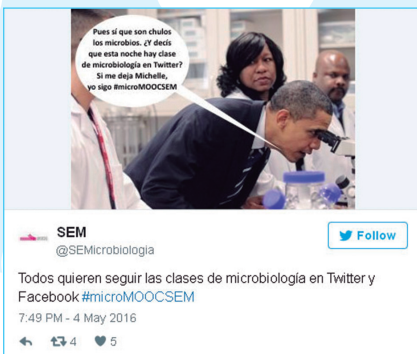 Pues sí que son chulos
los microbios. ¿Y decís
que esta noche hay clase
de microbiología en Twitter?
Si me deja Michelle,
yo sigo #microMOOCSEM
SEM
@SEMicrobiologia
Follow
Todos quieren seguir las clases de microbiología en Twitter y
Facebook #microMOOCSEM
7:49 PM - 4 May 2016
4 5